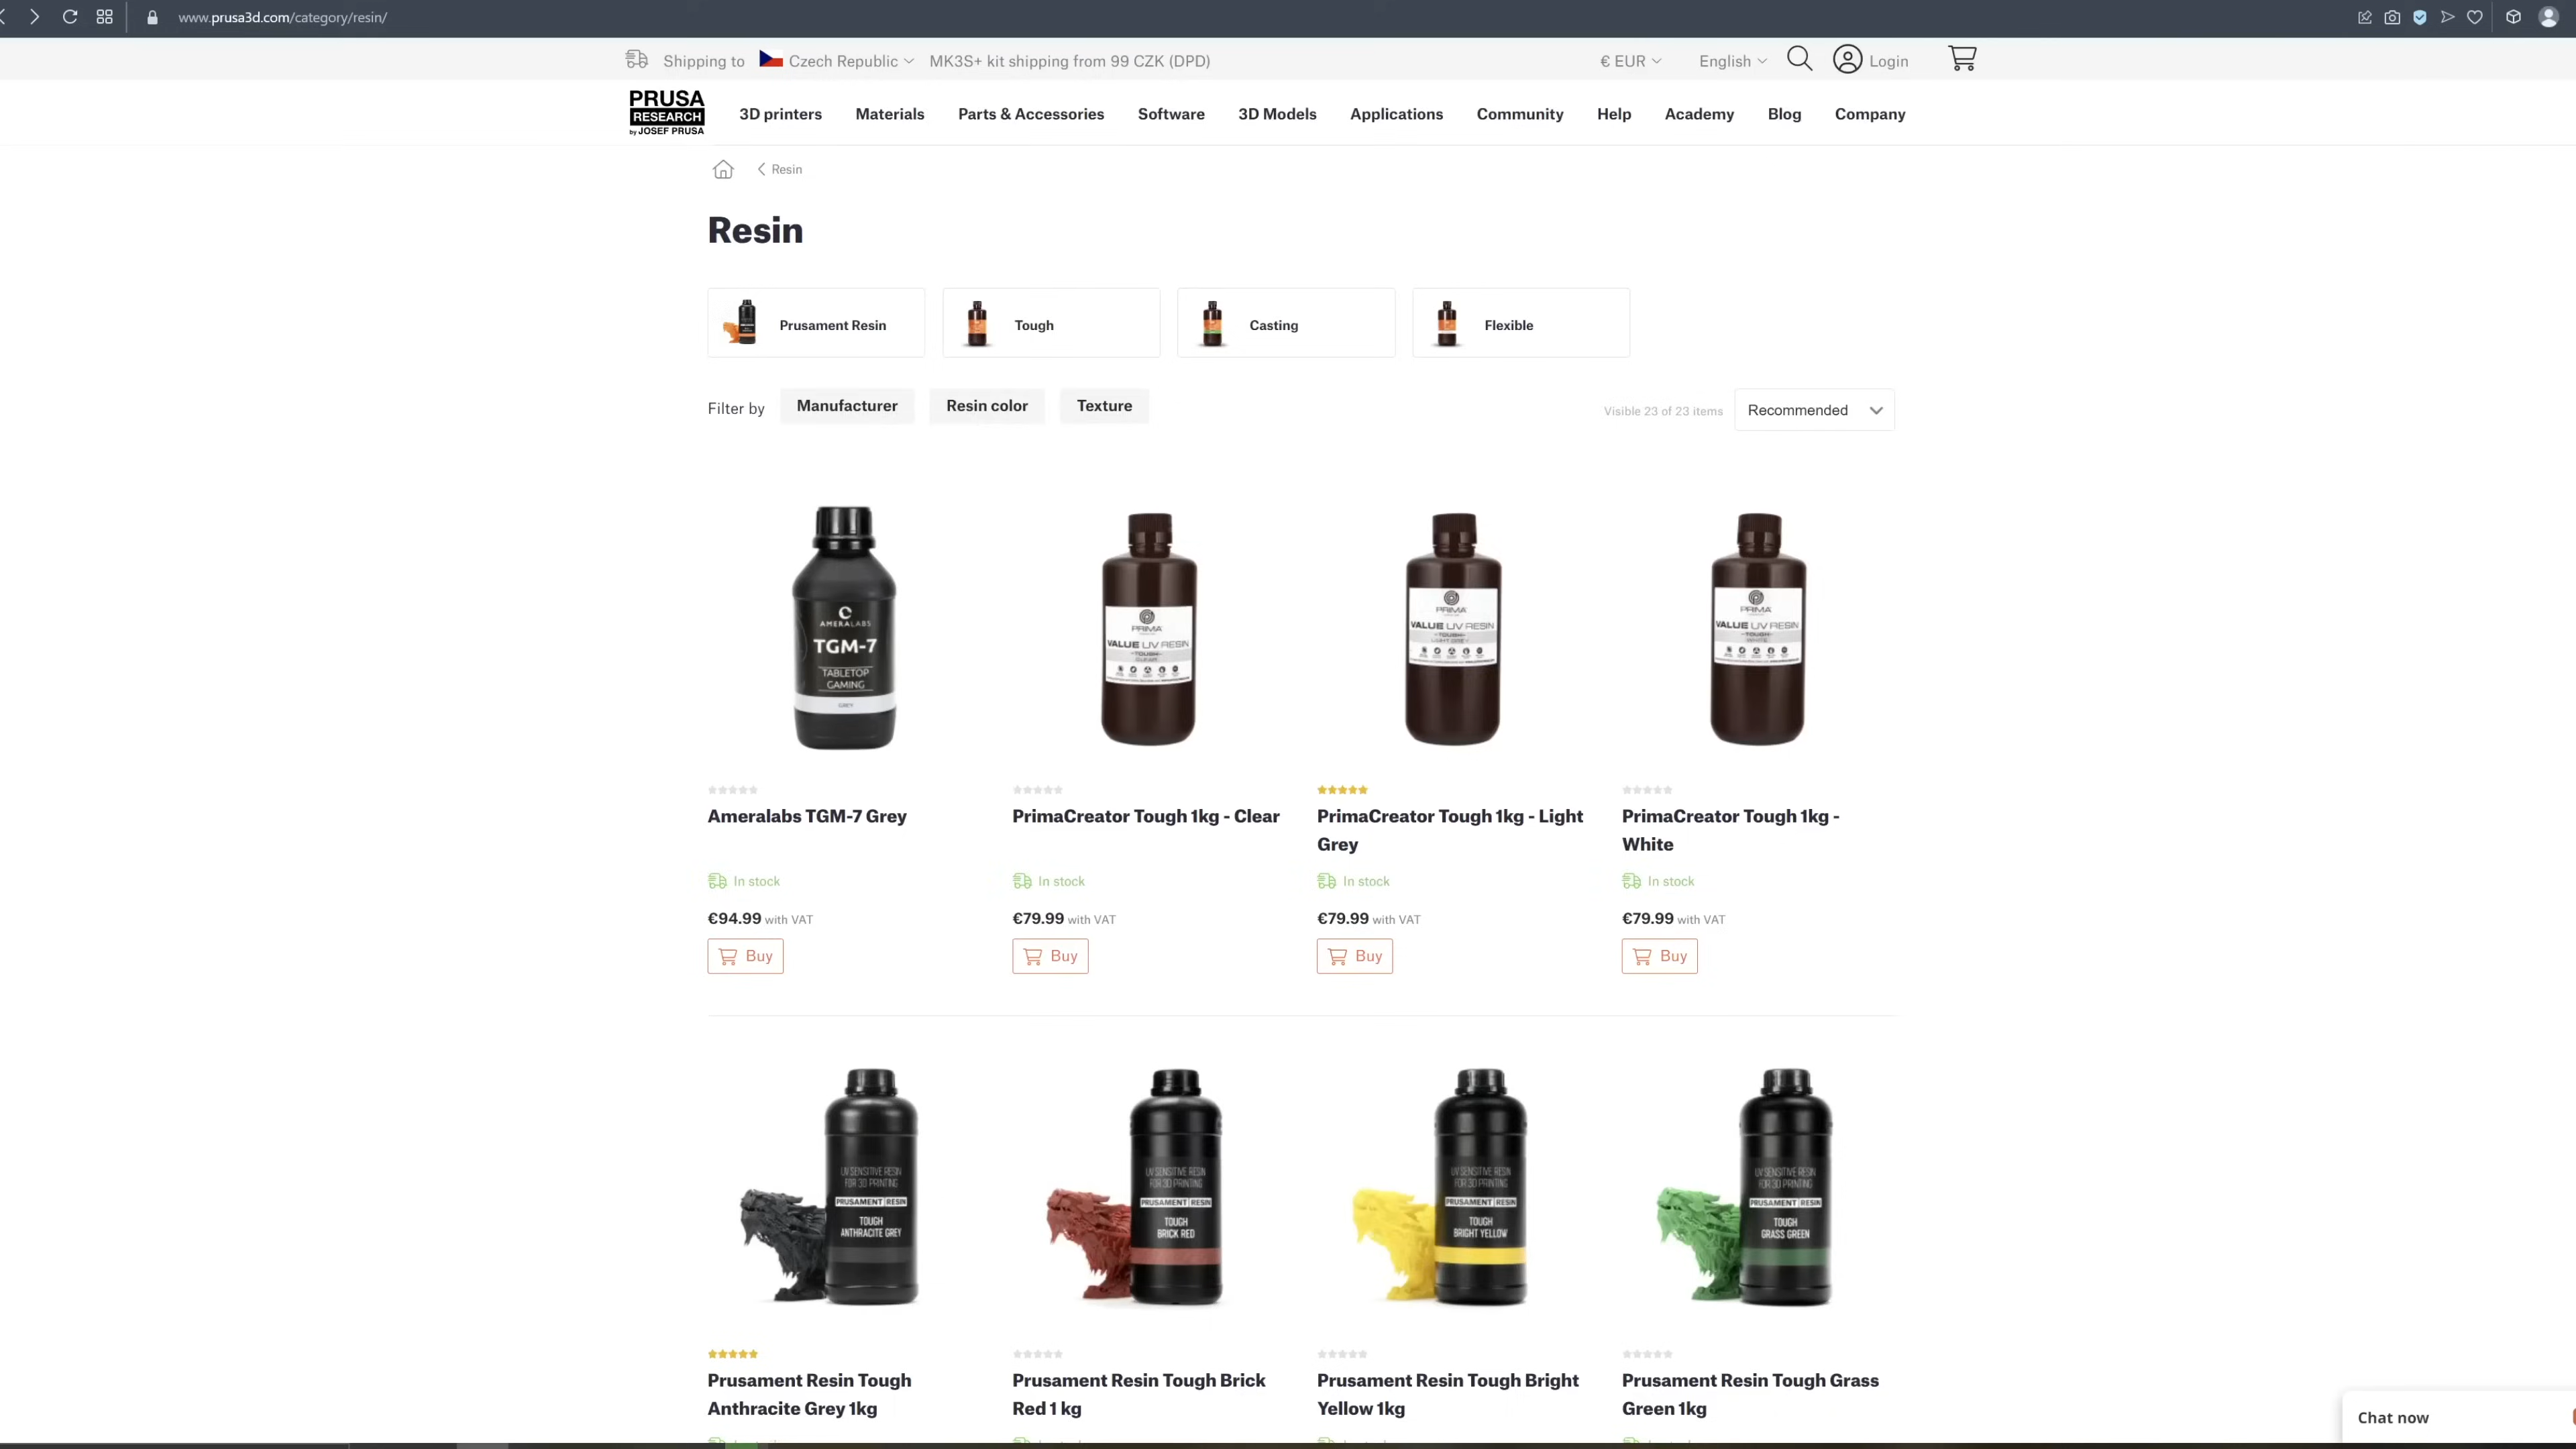 www.prusa3d.com/category/resin/
Shipping to Czech Republic MK3S+ kit shipping from 99 CZK (DPD) € EUR English Login
PRUSA
RESEARCH
by JOSEF PRUSA
3D printers Materials Parts & Accessories Software 3D Models Applications Community Help Academy Blog Company
Resin
Resin
Prusament Resin Tough Casting Flexible
Filter by Manufacturer Resin color Texture Visible 23 of 23 items Recommended
AMERALABS
TGM-7
TABLETOP
GAMING
GREY
PRIMA
VALUE UV RESIN
-TOUGH-
CLEAR
PRIMA
VALUE UV RESIN
-TOUGH-
LIGHT GREY
PRIMA
VALUE UV RESIN
-TOUGH-
WHITE
Ameralabs TGM-7 Grey
PrimaCreator Tough 1kg - Clear
PrimaCreator Tough 1kg - Light
Grey
PrimaCreator Tough 1kg -
White
In stock In stock In stock In stock
€94.99 with VAT €79.99 with VAT €79.99 with VAT €79.99 with VAT
Buy Buy Buy Buy
UV SENSITIVE RESIN
FOR 3D PRINTING
PRUSAMENT RESIN
TOUGH
ANTHRACITE GREY
UV SENSITIVE RESIN
FOR 3D PRINTING
PRUSAMENT RESIN
TOUGH
BRICK RED
UV SENSITIVE RESIN
FOR 3D PRINTING
PRUSAMENT RESIN
TOUGH
BRIGHT YELLOW
UV SENSITIVE RESIN
FOR 3D PRINTING
PRUSAMENT RESIN
TOUGH
GRASS GREEN
Prusament Resin Tough
Anthracite Grey 1kg
Prusament Resin Tough Brick
Red 1 kg
Prusament Resin Tough Bright
Yellow 1kg
Prusament Resin Tough Grass
Green 1kg
Chat now